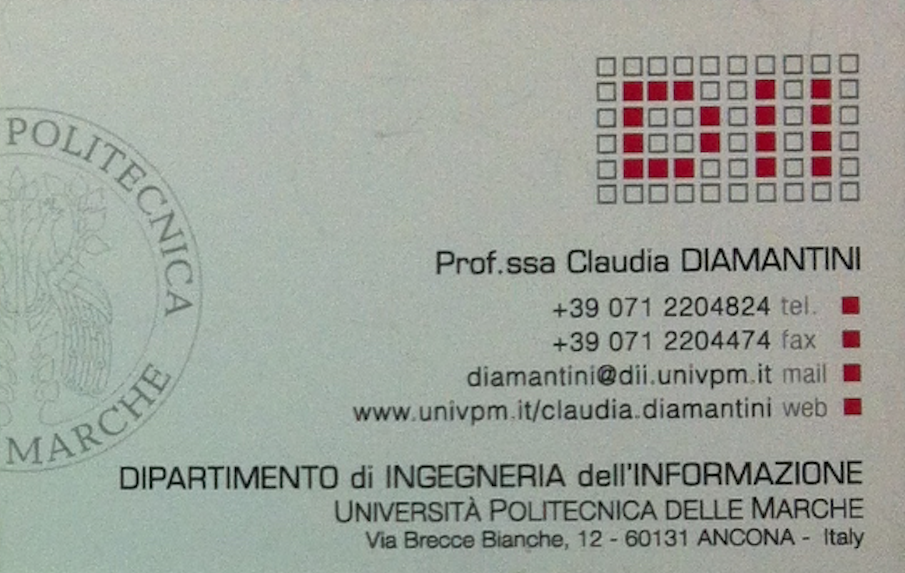 POLITECNICA
MARCHE
DII
Prof.ssa Claudia DIAMANTINI
+39 071 2204824 tel.
+39 071 2204474 fax
diamantini@dii.univpm.it mail
www.univpm.it/claudia.diamantini web
DIPARTIMENTO di INGEGNERIA dell'INFORMAZIONE
UNIVERSITÀ POLITECNICA DELLE MARCHE
Via Brecce Bianche, 12 - 60131 ANCONA - Italy